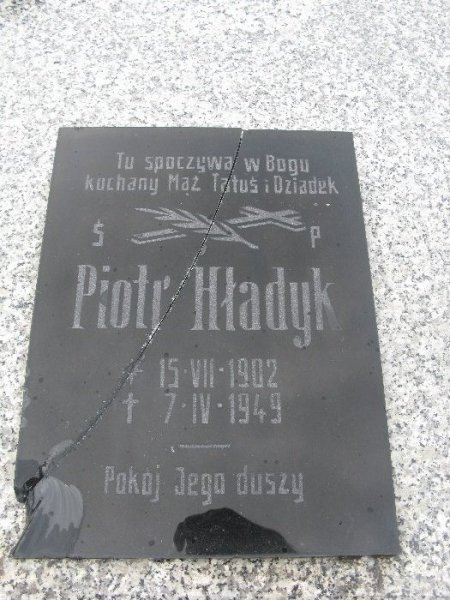 Tu spoczywa w Bogu
kochany Mąż Tatuś i Dziadek
Ś P
Piotr Hładyk
+ 15·VII·1902
† 7·IV·1949
Pokój Jego duszy